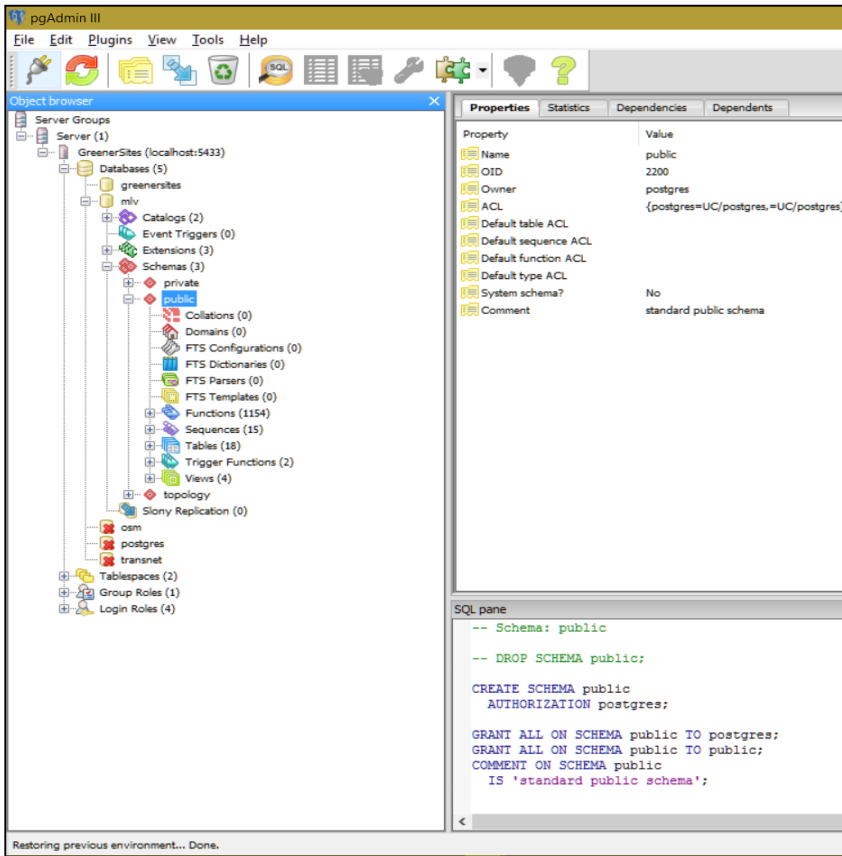 pgAdmin III
File Edit Plugins View Tools Help
SQL
Object browser
Server Groups
Server (1)
GreenerSites (localhost:5433)
Databases (5)
greenersites
mlv
Catalogs (2)
Event Triggers (0)
Extensions (3)
Schemas (3)
private
public
Collations (0)
Domains (0)
FTS Configurations (0)
FTS Dictionaries (0)
FTS Parsers (0)
FTS Templates (0)
Functions (1154)
Sequences (15)
Tables (18)
Trigger Functions (2)
Views (4)
topology
Slony Replication (0)
osm
postgres
transnet
Tablespaces (2)
Group Roles (1)
Login Roles (4)
Properties Statistics Dependencies Dependents
Property Value
Name public
OID 2200
Owner postgres
ACL {postgres=UC/postgres,=UC/postgres}
Default table ACL
Default sequence ACL
Default function ACL
Default type ACL
System schema? No
Comment standard public schema
SQL pane
-- Schema: public
-- DROP SCHEMA public;
CREATE SCHEMA public
AUTHORIZATION postgres;
GRANT ALL ON SCHEMA public TO postgres;
GRANT ALL ON SCHEMA public TO public;
COMMENT ON SCHEMA public
IS 'standard public schema';
Restoring previous environment... Done.